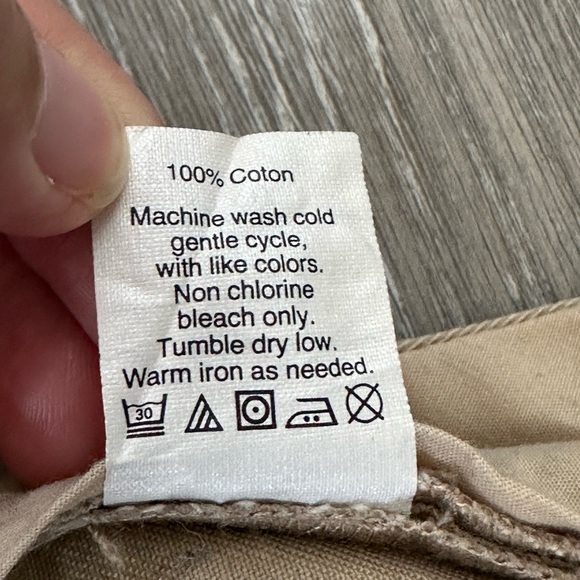 100% Coton
Machine wash cold
gentle cycle,
with like colors.
Non chlorine
bleach only.
Tumble dry low.
Warm iron as needed.
30